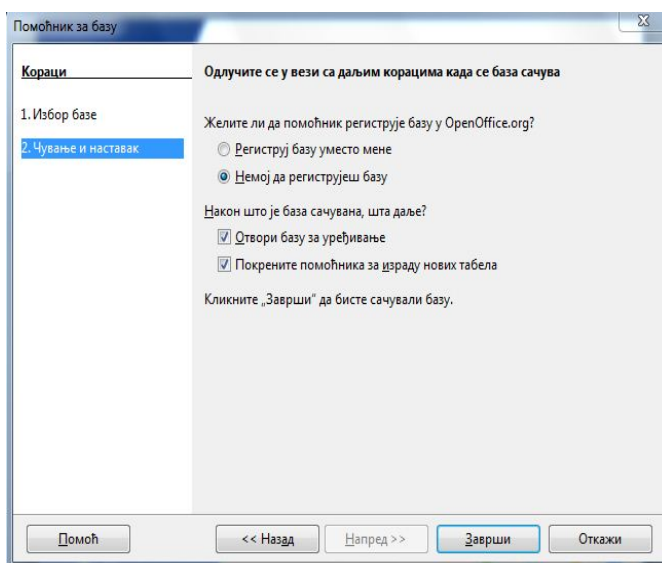 Помоћник за базу
Кораци
1. Избор базе
2. Чување и наставак
Одлучите се у вези са даљим корацима када се база сачува
Желите ли да помоћник региструје базу у OpenOffice.org?
Региструј базу уместо мене
Немој да региструјеш базу
Након што је база сачувана, шта даље?
Отвори базу за уређивање
Покрените помоћника за израду нових табела
Кликните „Заврши“ да бисте сачували базу.
Помоћ
<< Назад
Напред >>
Заврши
Откажи